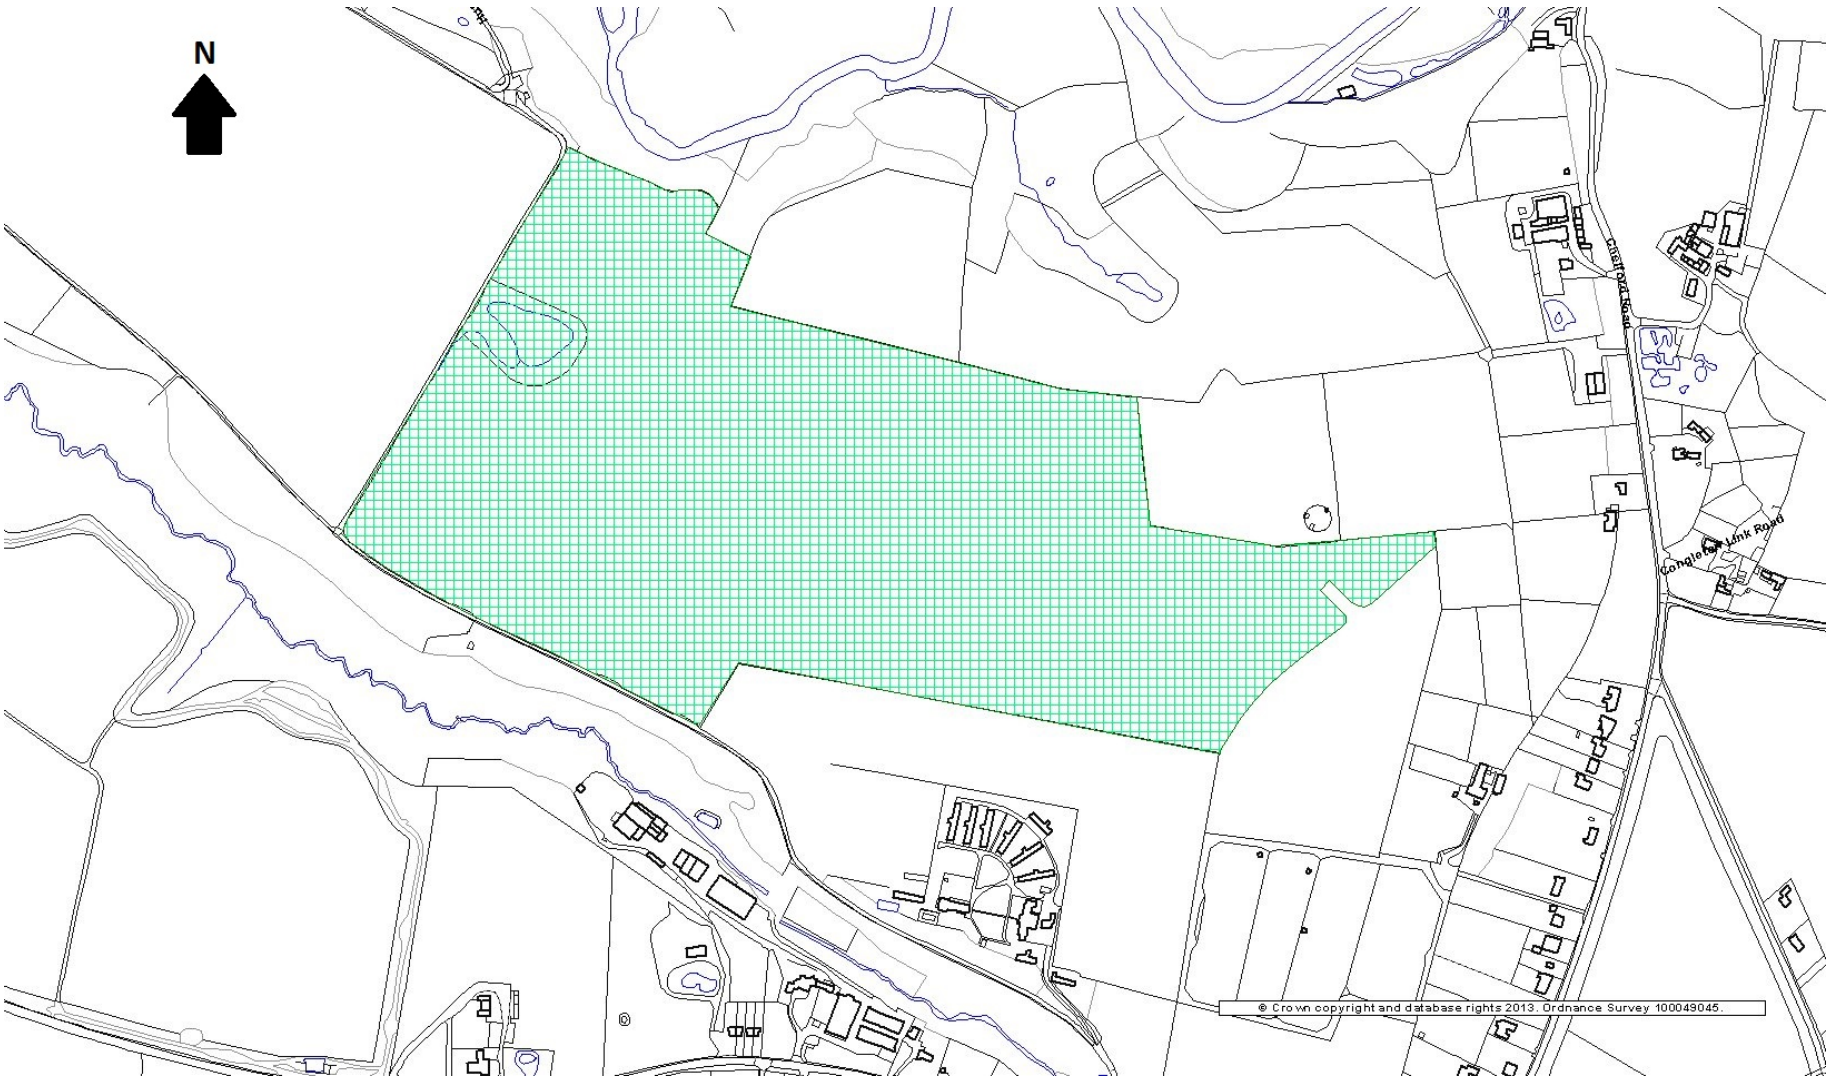 N
Chelford Road
Congleton Link Road
© Crown copyright and database rights 2013. Ordnance Survey 100049045.